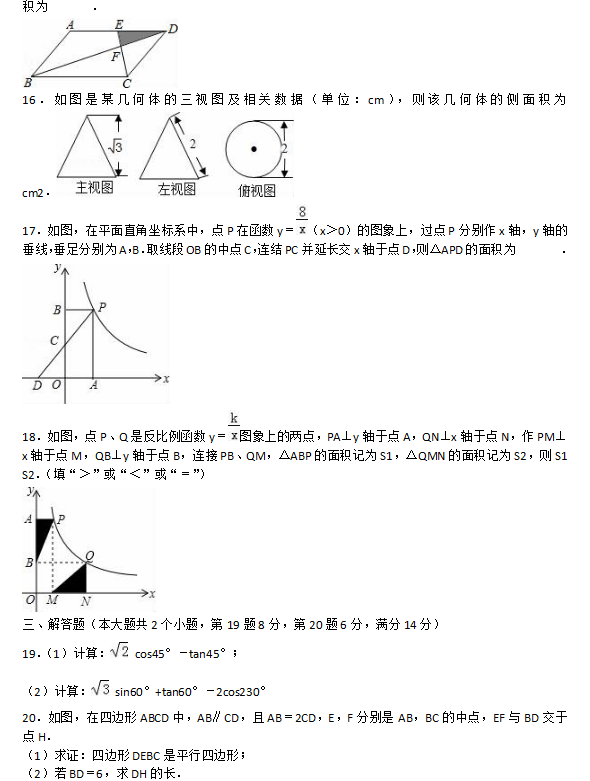 积为　　　.
A E D
F
B C
16．如图是某几何体的三视图及相关数据（单位：cm），则该几何体的侧面积为
√3 2 2
cm2． 主视图 左视图 俯视图
17．如图，在平面直角坐标系中，点P在函数y＝8/x（x＞0）的图象上，过点P分别作x轴，y轴的
垂线，垂足分别为A，B．取线段OB的中点C，连结PC并延长交x轴于点D，则△APD的面积为　　　．
y
B P
C
D O A x
18．如图，点P、Q是反比例函数y＝k/x图象上的两点，PA⊥y轴于点A，QN⊥x轴于点N，作PM⊥
x轴于点M，QB⊥y轴于点B，连接PB、QM，△ABP的面积记为S1，△QMN的面积记为S2，则S1
S2．（填“＞”或“＜”或“＝”）
y
A P
B Q
O M N x
三、解答题（本大题共2个小题，第19题8分，第20题6分，满分14分）
19．（1）计算：√2 cos45°－tan45°；
（2）计算：√3 sin60°+tan60°－2cos230°
20．如图，在四边形ABCD中，AB∥CD，且AB＝2CD，E，F分别是AB，BC的中点，EF与BD交于
点H．
（1）求证：四边形DEBC是平行四边形；
（2）若BD＝6，求DH的长．